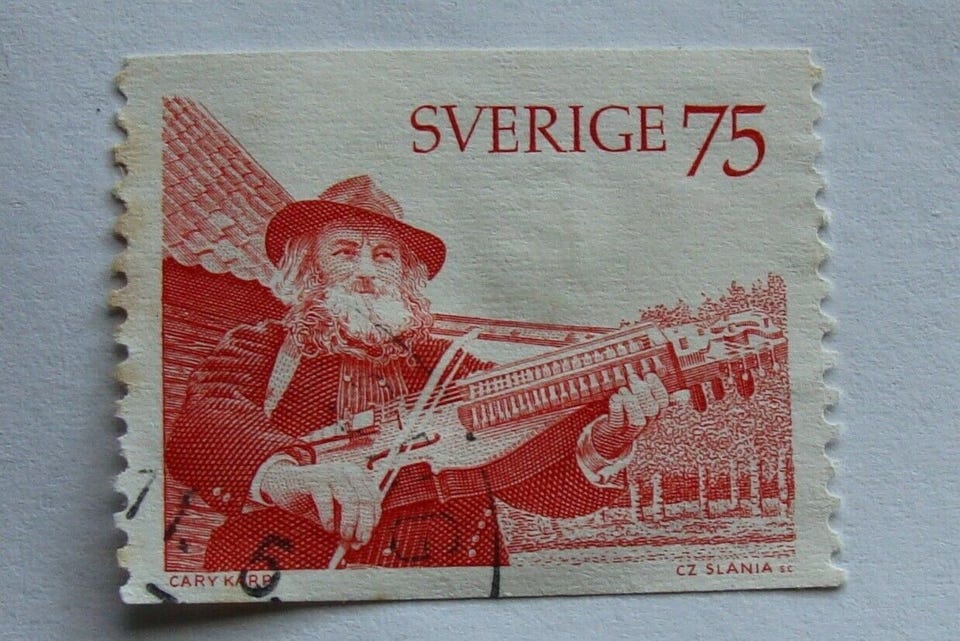 SVERIGE 75
CARY KARP
CZ SLANIA SC